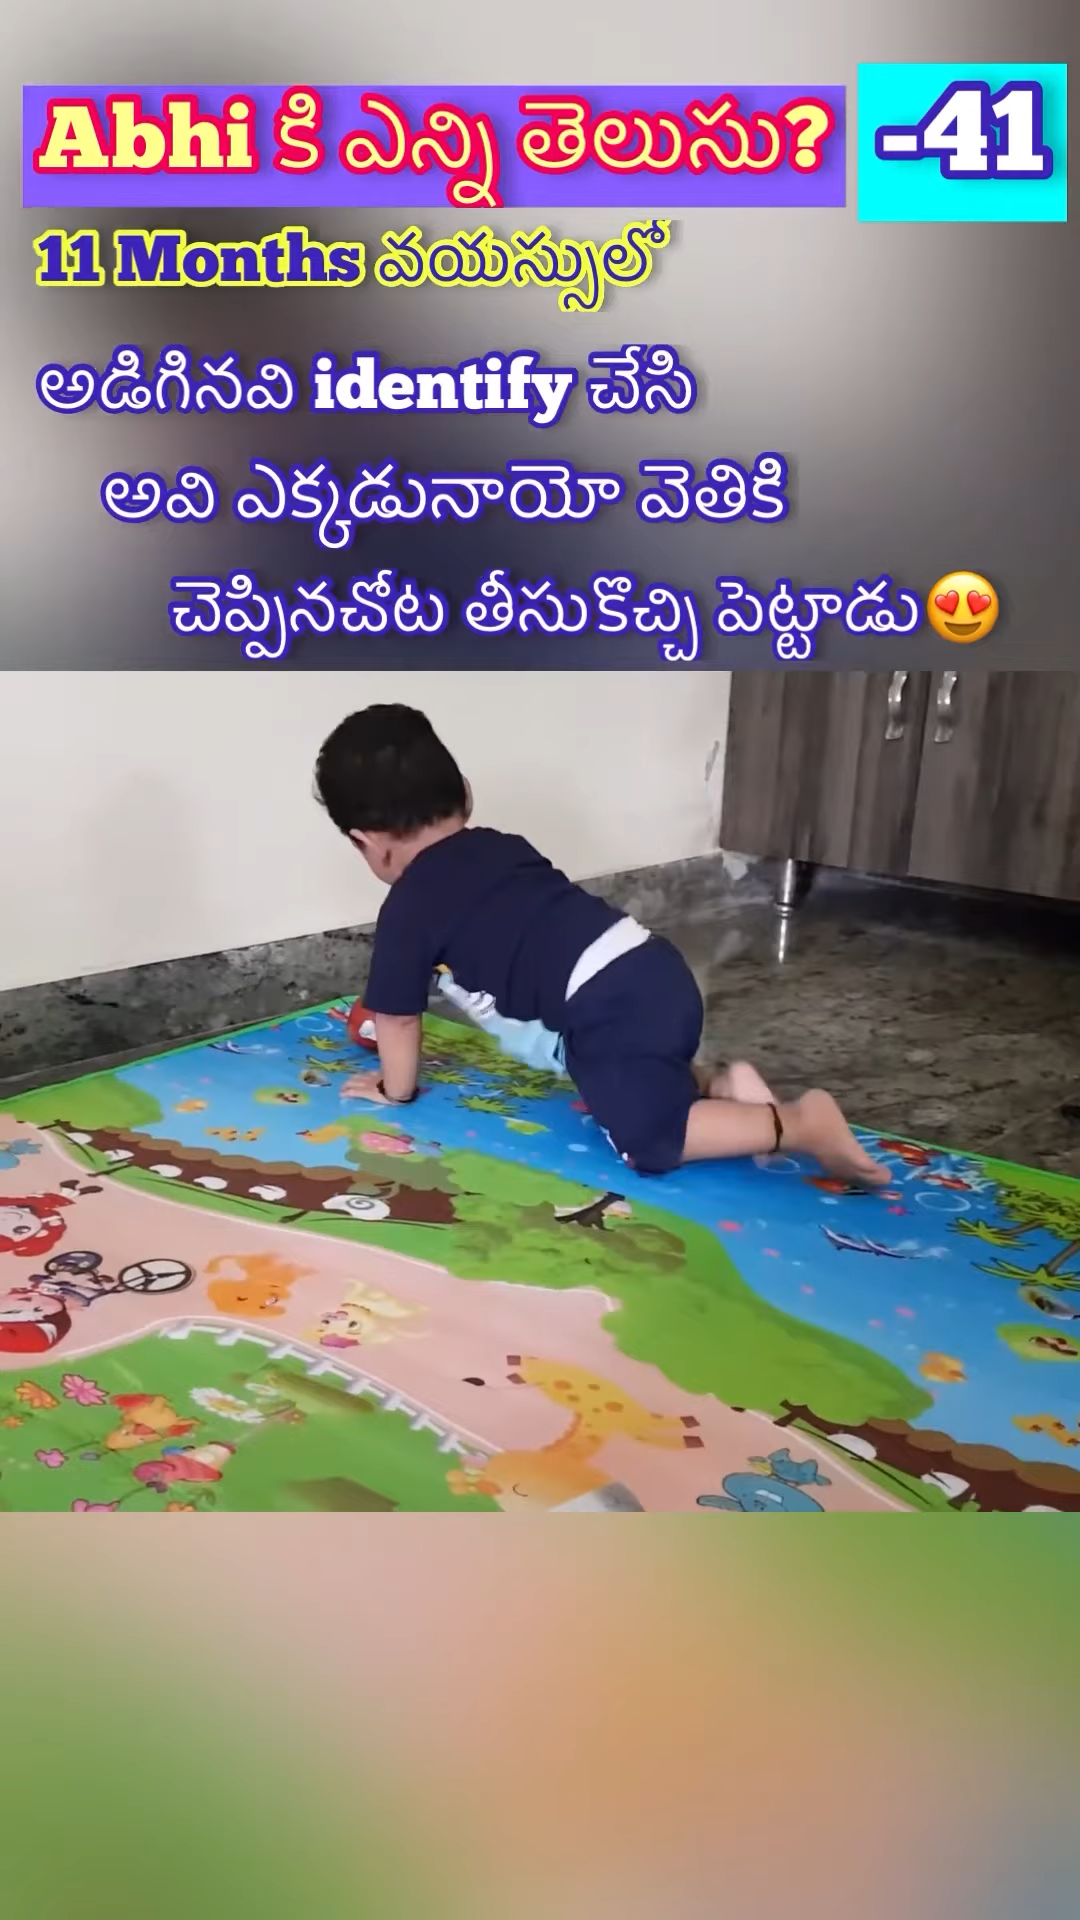 Abhi కి ఎన్ని తెలుసు? -41
11 Months వయస్సులో
అడిగినవి identify చేసి
అవి ఎక్కడునాయో వెతికి
చెప్పినచోట తీసుకొచ్చి పెట్టాడు😍